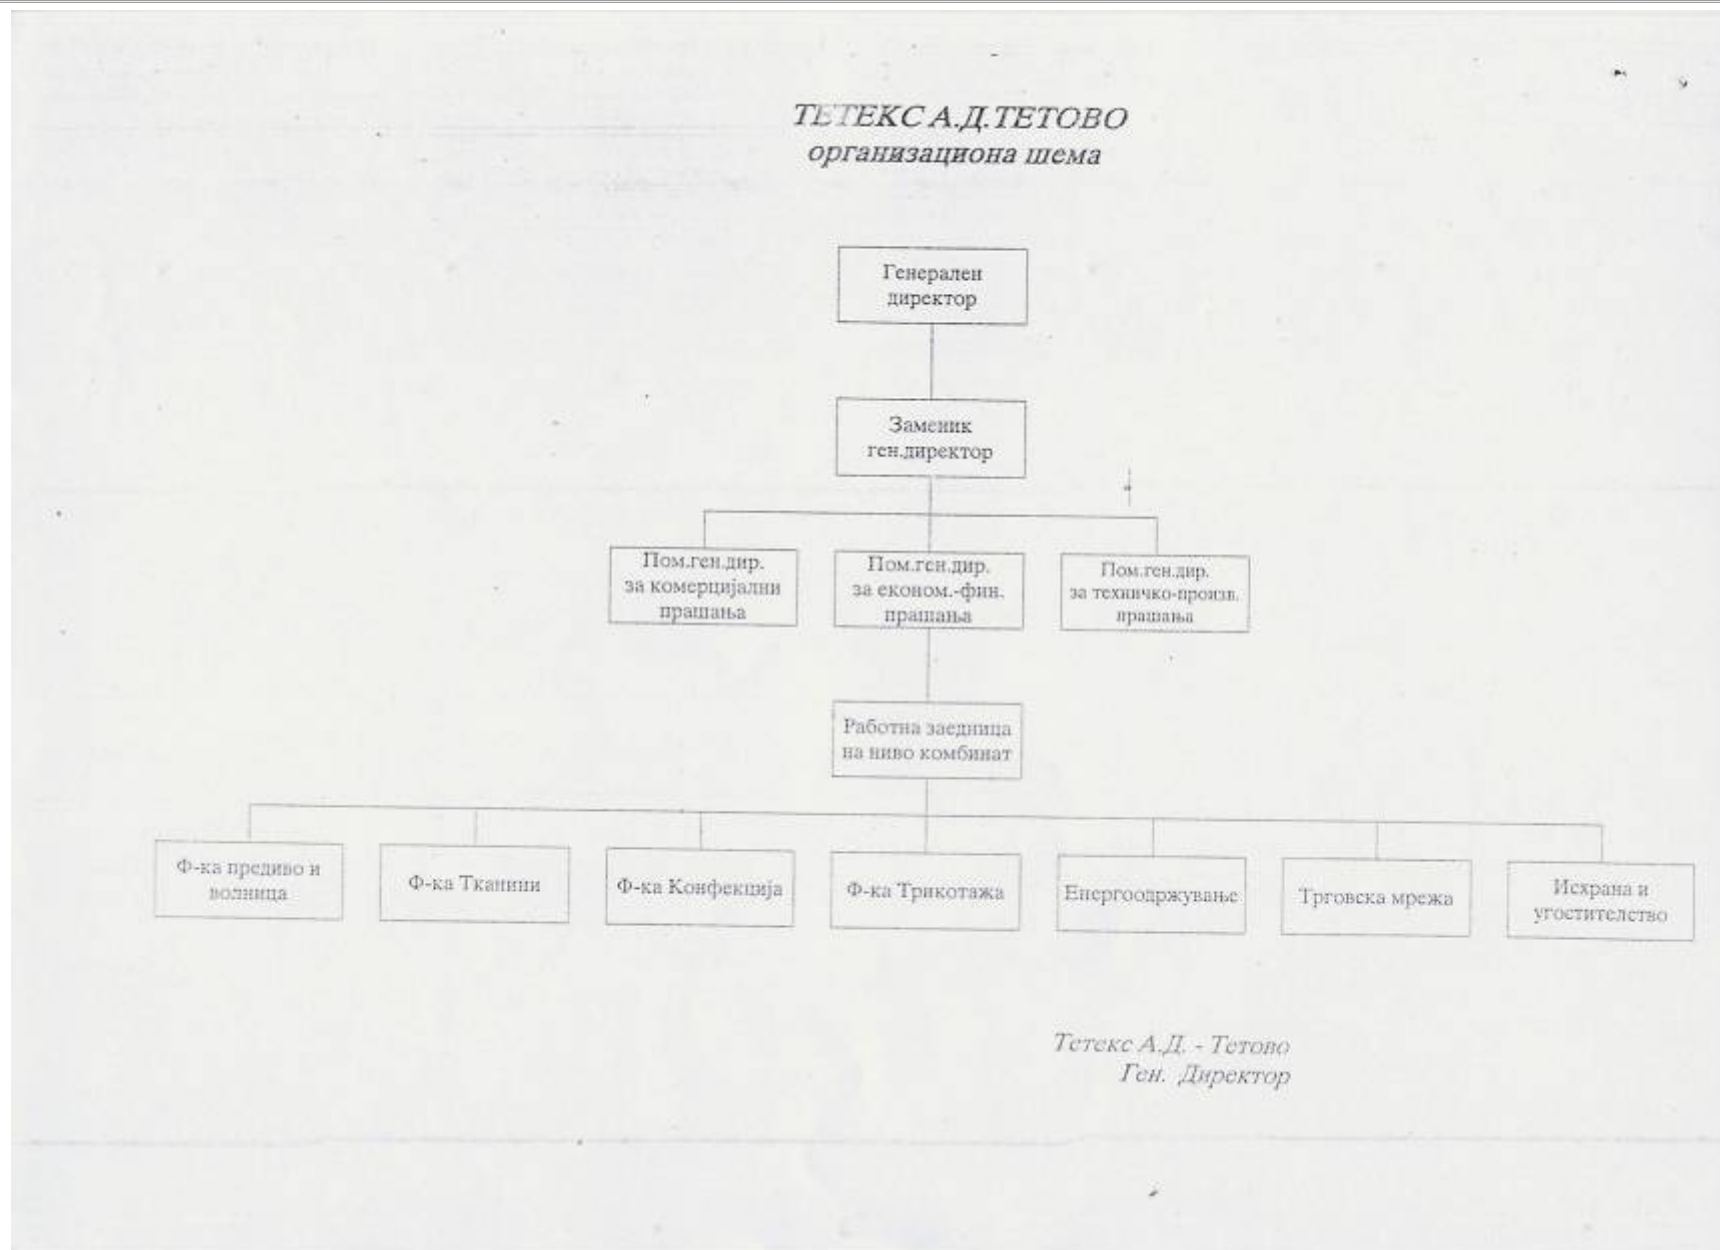 ТЕТЕКС А.Д.ТЕТОВО
организациона шема
Генерален
директор
Заменик
ген.директор
Пом.ген.дир.
за комерцијални
прашања
Пом.ген.дир.
за економ.-фин.
прашања
Пом.ген.дир.
за техничко-произв.
прашања
Работна заедница
на ниво комбинат
Ф-ка предиво и
волница
Ф-ка Тканини
Ф-ка Конфекција
Ф-ка Трикотажа
Енергоодржување
Трговска мрежа
Исхрана и
угостителство
Тетекс А.Д. - Тетово
Ген. Директор